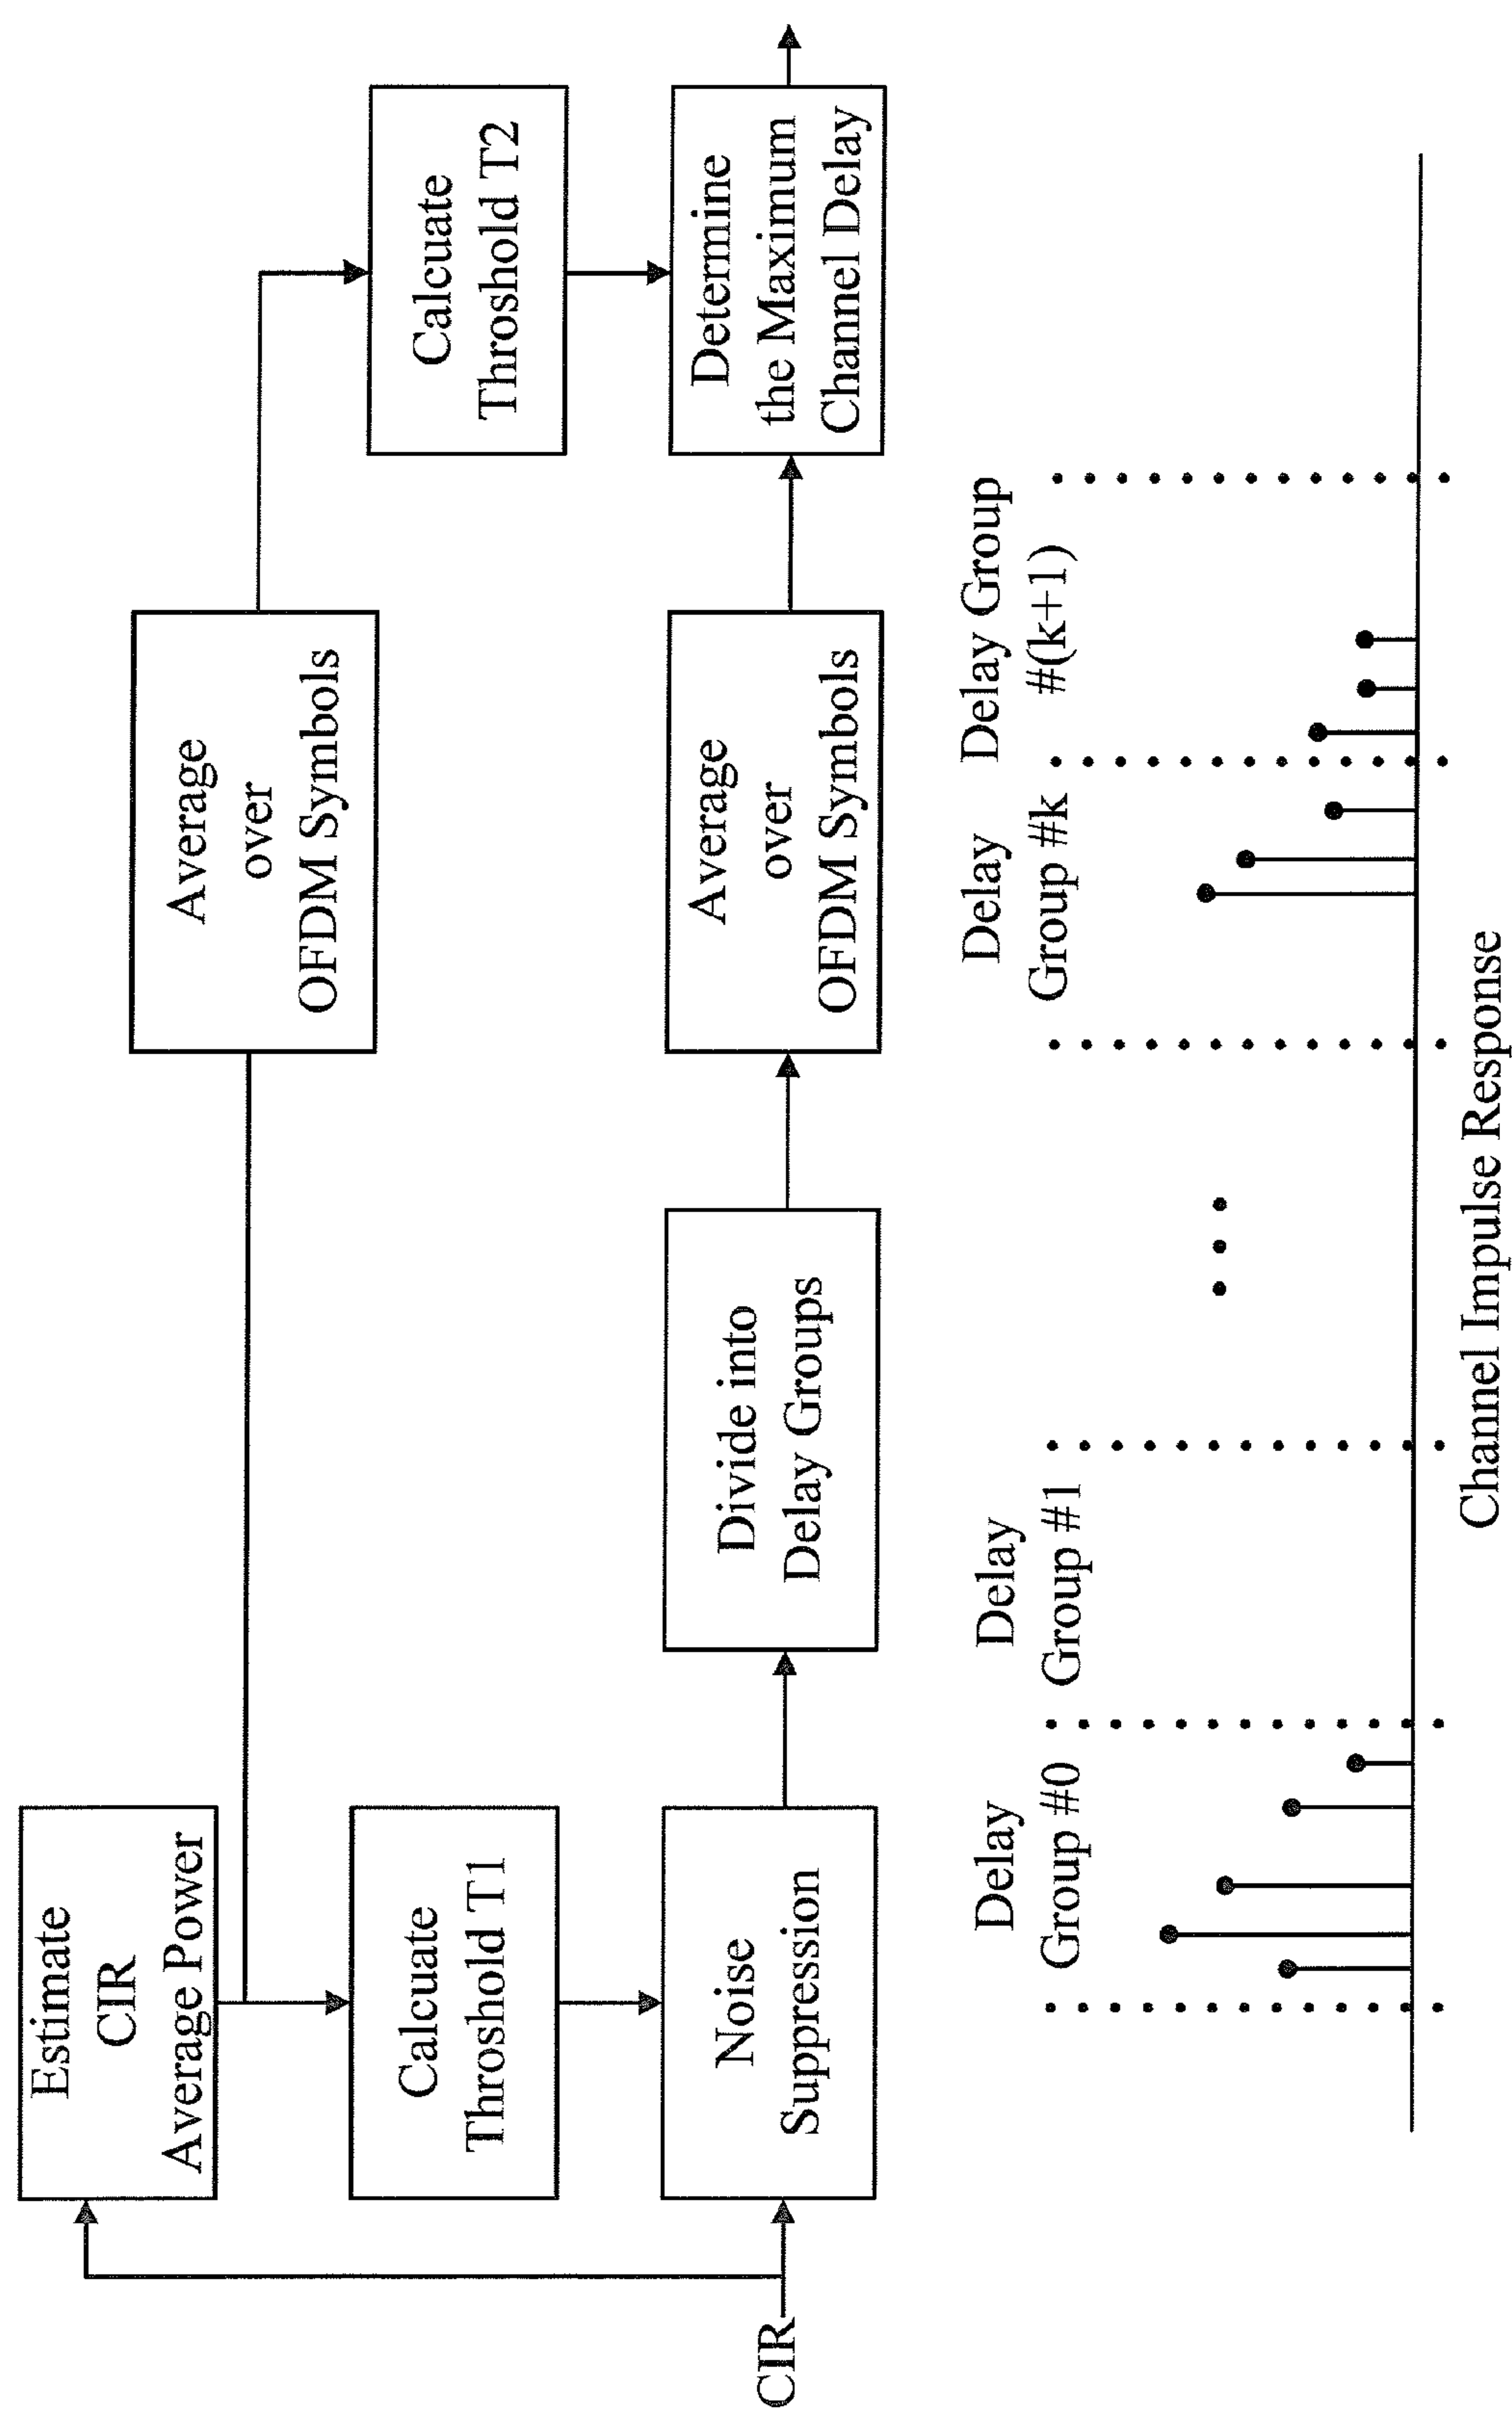 Estimate
CIR
Average Power
Average
over
OFDM Symbols
Calcuate
Throshold T1
Calcuate
Throshold T2
CIR
Noise
Suppression
Divide into
Delay Groups
Average
over
OFDM Symbols
Determine
the Maximum
Channel Delay
Delay
Group #0
Delay
Group #1
Delay
Group #k
Delay Group
#(k+1)
Channel Impulse Response